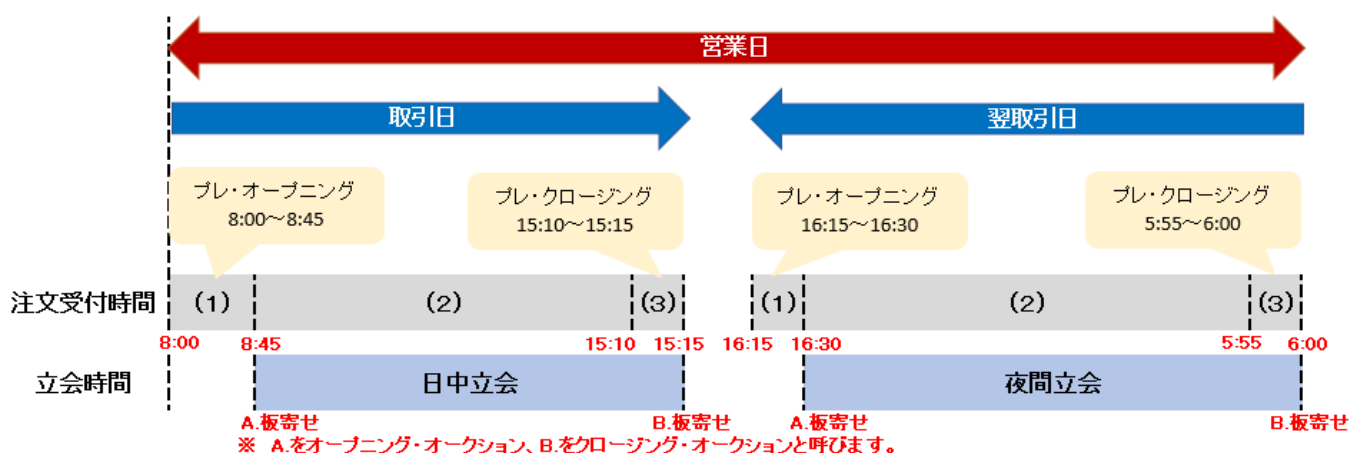 営業日
取引日 翌取引日
プレ・オープニング プレ・クロージング プレ・オープニング プレ・クロージング
8:00～8:45 15:10～15:15 16:15～16:30 5:55～6:00
注文受付時間 (1) (2) (3) (1) (2) (3)
8:00 8:45 15:10 15:15 16:15 16:30 5:55 6:00
立会時間 日中立会 夜間立会
A.板寄せ B.板寄せ A.板寄せ B.板寄せ
※ A.をオープニング・オークション、B.をクロージング・オークションと呼びます。